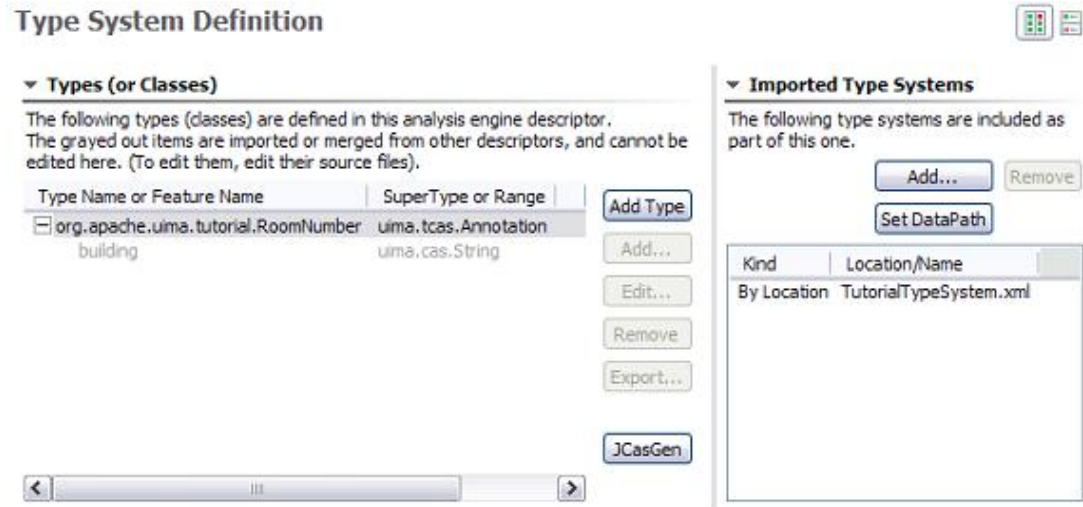 Type System Definition
Types (or Classes)
The following types (classes) are defined in this analysis engine descriptor.
The grayed out items are imported or merged from other descriptors, and cannot be
edited here. (To edit them, edit their source files).
Type Name or Feature Name SuperType or Range
org.apache.uima.tutorial.RoomNumber uima.tcas.Annotation
building uima.cas.String
Add Type
Add...
Edit...
Remove
Export...
JCasGen
Imported Type Systems
The following type systems are included as
part of this one.
Add... Remove
Set DataPath
Kind Location/Name
By Location TutorialTypeSystem.xml